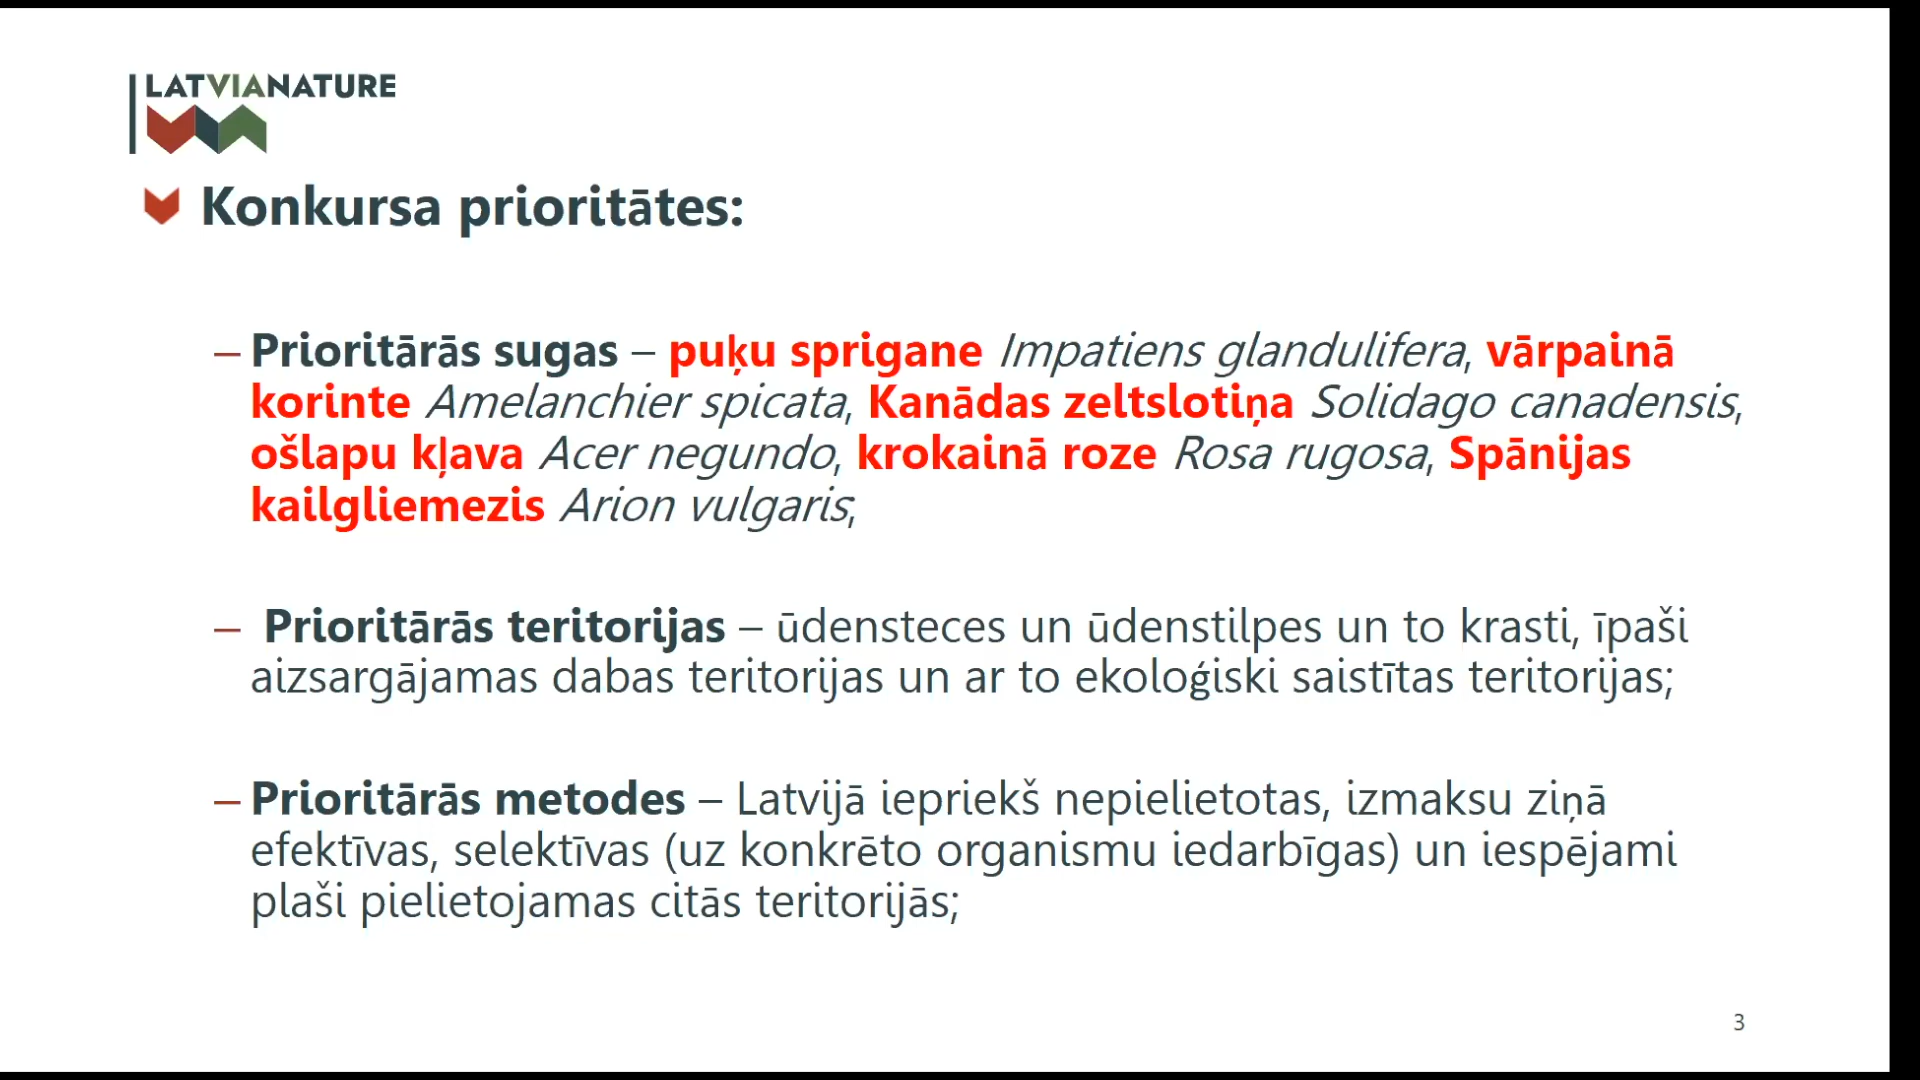 LATVIANATURE
Konkursa prioritātes:
– Prioritārās sugas – puķu sprigane Impatiens glandulifera, vārpainā
korinte Amelanchier spicata, Kanādas zeltslotiņa Solidago canadensis,
ošlapu kļava Acer negundo, krokainā roze Rosa rugosa, Spānijas
kailgliemezis Arion vulgaris;
– Prioritārās teritorijas – ūdensteces un ūdenstilpes un to krasti, īpaši
aizsargājamas dabas teritorijas un ar to ekoloģiski saistītas teritorijas;
– Prioritārās metodes – Latvijā iepriekš nepielietotas, izmaksu ziņā
efektīvas, selektīvas (uz konkrēto organismu iedarbīgas) un iespējami
plaši pielietojamas citās teritorijās;
3